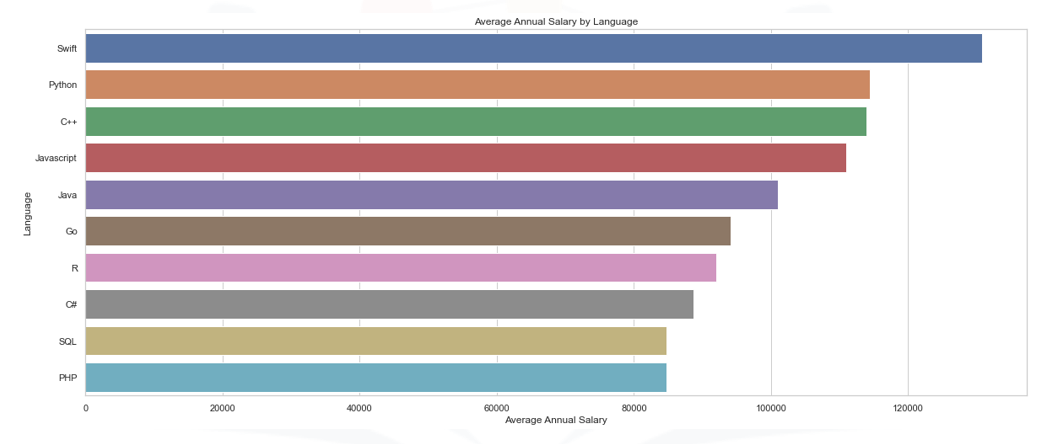 Average Annual Salary by Language
Swift
Python
C++
Javascript
Java
Go
R
C#
SQL
PHP
Language
0 20000 40000 60000 80000 100000 120000
Average Annual Salary